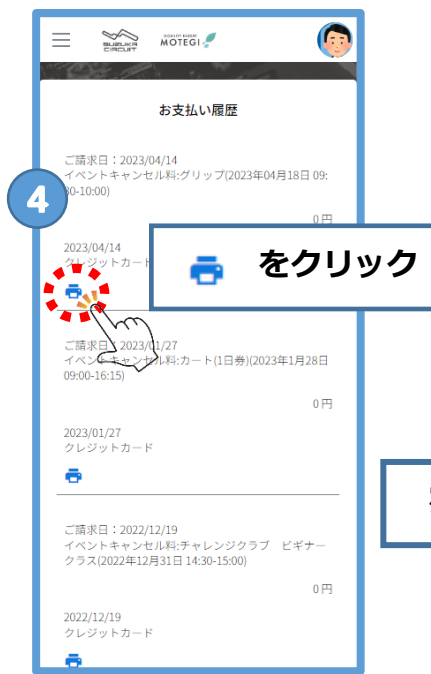 SUZUKA
CIRCUIT
MOBILITY RESORT
MOTEGI
お支払い履歴
ご請求日：2023/04/14
イベントキャンセル料:グリップ(2023年04月18日 09:
0-10:00)
4
0円
2023/04/14
クレジットカード
をクリック
ご請求日：2023/01/27
イベントキャンセル料:カート(1日券)(2023年1月28日
09:00-16:15)
0円
2023/01/27
クレジットカード
ご請求日：2022/12/19
イベントキャンセル料:チャレンジクラブ　ビギナー
クラス(2022年12月31日 14:30-15:00)
0円
2022/12/19
クレジットカード